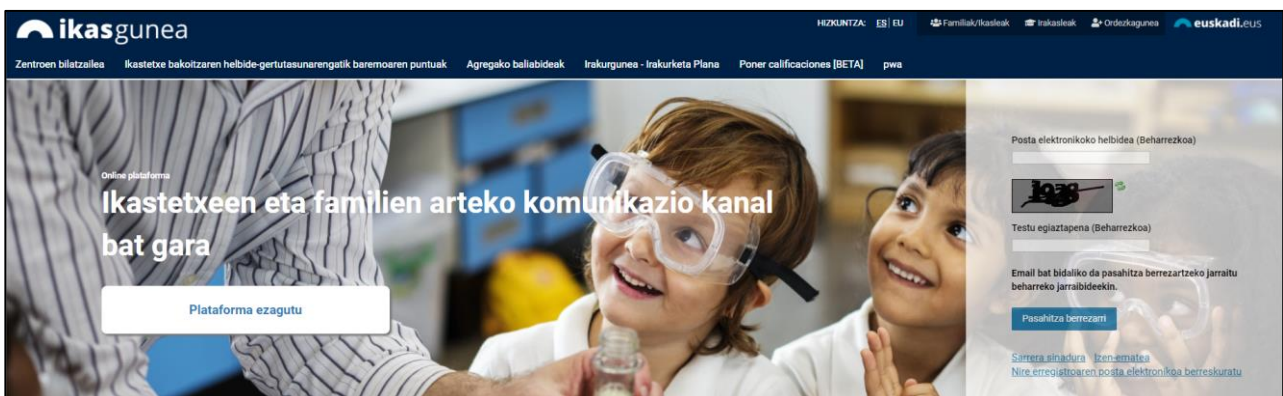 ikasgunea
HIZKUNTZA: ES| EU Familiak/Ikasleak Irakasleak Ordezkagunea euskadi.eus
Zentroen bilatzailea Ikastetxe bakoitzaren helbide-gertutasunarengatik baremoaren puntuak Agregako baliabideak Irakurgunea - Irakurketa Plana Poner calificaciones [BETA] pwa
Online plataforma
Ikastetxeen eta familien arteko komunikazio kanal
bat gara
Plataforma ezagutu
Posta elektronikoko helbidea (Beharrezkoa)
Testu egiaztapena (Beharrezkoa)
Email bat bidaliko da pasahitza berrezartzeko jarraitu
beharreko jarraibideekin.
Pasahitza berrezarri
Sarrera sinadura Izen-ematea
Nire erregistroaren posta elektronikoa berreskuratu